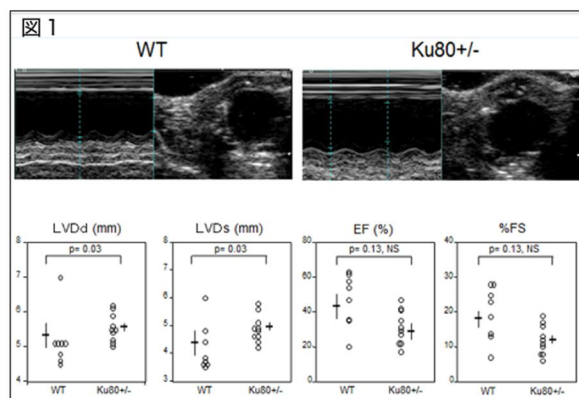 図1
WT
Ku80+/-
LVDd (mm)
LVDs (mm)
EF (%)
%FS
p= 0.03
p= 0.03
p= 0.13, NS
p= 0.13, NS
8
7
6
5
4
8
7
6
5
4
3
80
60
40
20
0
40
30
20
10
0
WT
Ku80+/-
WT
Ku80+/-
WT
Ku80+/-
WT
Ku80+/-